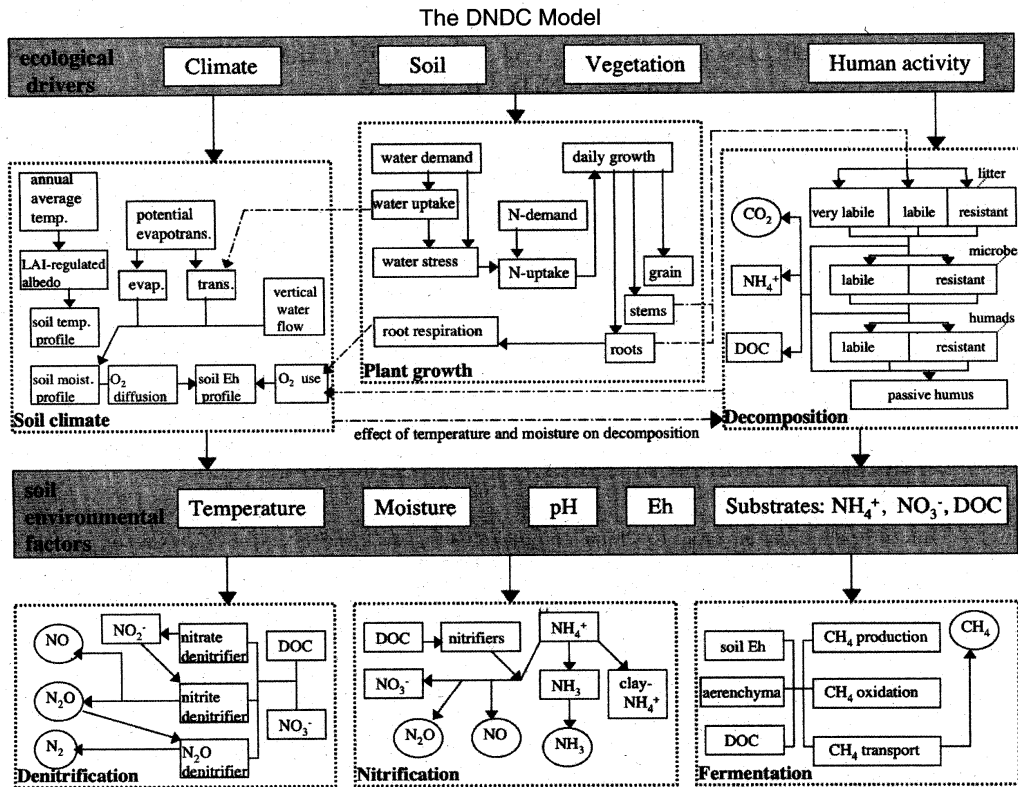 The DNDC Model
ecological
drivers
Climate
Soil
Vegetation
Human activity
annual
average
temp.
potential
evapotrans.
LAI-regulated
albedo
evap.
trans.
vertical
water
flow
soil temp.
profile
soil moist.
profile
O₂
diffusion
soil Eh
profile
O₂ use
Soil climate
water demand
daily growth
water uptake
N-demand
water stress
N-uptake
grain
stems
root respiration
roots
Plant growth
litter
CO₂
very labile
labile
resistant
microbe
NH₄⁺
labile
resistant
humads
DOC
labile
resistant
passive humus
Decomposition
effect of temperature and moisture on decomposition
soil
environmental
factors
Temperature
Moisture
pH
Eh
Substrates: NH₄⁺, NO₃⁻, DOC
NO
NO₂⁻
nitrate
denitrifier
DOC
N₂O
nitrite
denitrifier
NO₃⁻
N₂
N₂O
denitrifier
Denitrification
DOC
nitrifiers
NH₄⁺
NO₃⁻
NH₃
clay-
NH₄⁺
N₂O
NO
NH₃
Nitrification
soil Eh
CH₄ production
CH₄
aerenchyma
CH₄ oxidation
DOC
CH₄ transport
Fermentation